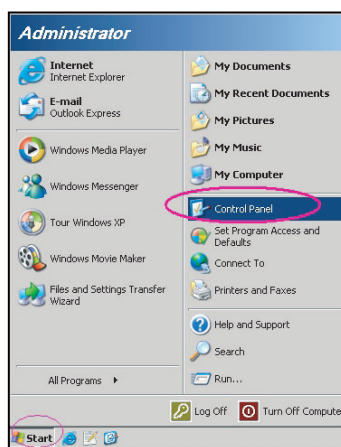 Administrator
Internet
Internet Explorer
E-mail
Outlook Express
Windows Media Player
Windows Messenger
Tour Windows XP
Windows Movie Maker
Files and Settings Transfer
Wizard
All Programs
My Documents
My Recent Documents
My Pictures
My Music
My Computer
Control Panel
Set Program Access and
Defaults
Connect To
Printers and Faxes
Help and Support
Search
Run...
Log Off
Turn Off Compute
Start